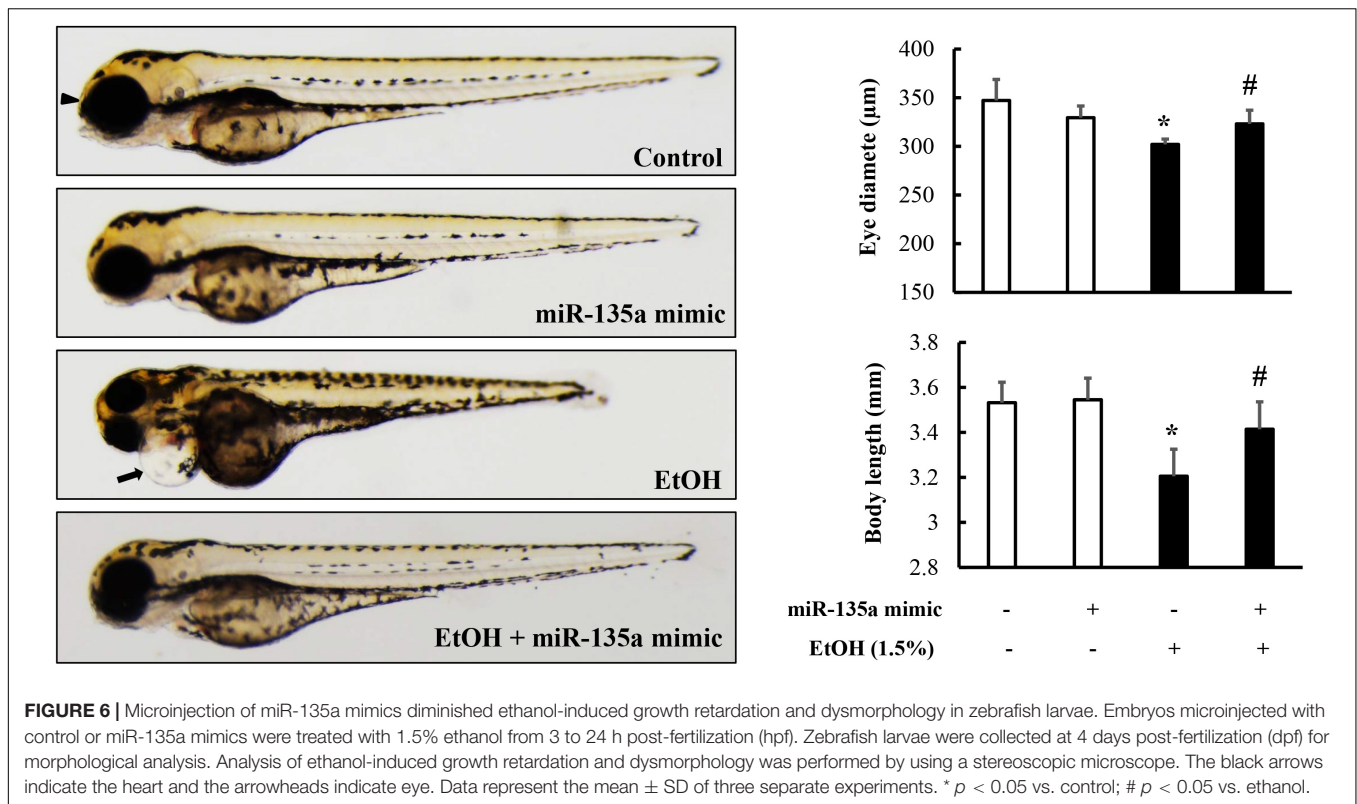 Control
miR-135a mimic
EtOH
EtOH + miR-135a mimic
Eye diamete (µm)
400
350
300
250
200
150
*
#
Body length (mm)
3.8
3.6
3.4
3.2
3
2.8
*
#
miR-135a mimic - + - +
EtOH (1.5%) - - + +
FIGURE 6 | Microinjection of miR-135a mimics diminished ethanol-induced growth retardation and dysmorphology in zebrafish larvae. Embryos microinjected with
control or miR-135a mimics were treated with 1.5% ethanol from 3 to 24 h post-fertilization (hpf). Zebrafish larvae were collected at 4 days post-fertilization (dpf) for
morphological analysis. Analysis of ethanol-induced growth retardation and dysmorphology was performed by using a stereoscopic microscope. The black arrows
indicate the heart and the arrowheads indicate eye. Data represent the mean ± SD of three separate experiments. * p < 0.05 vs. control; # p < 0.05 vs. ethanol.